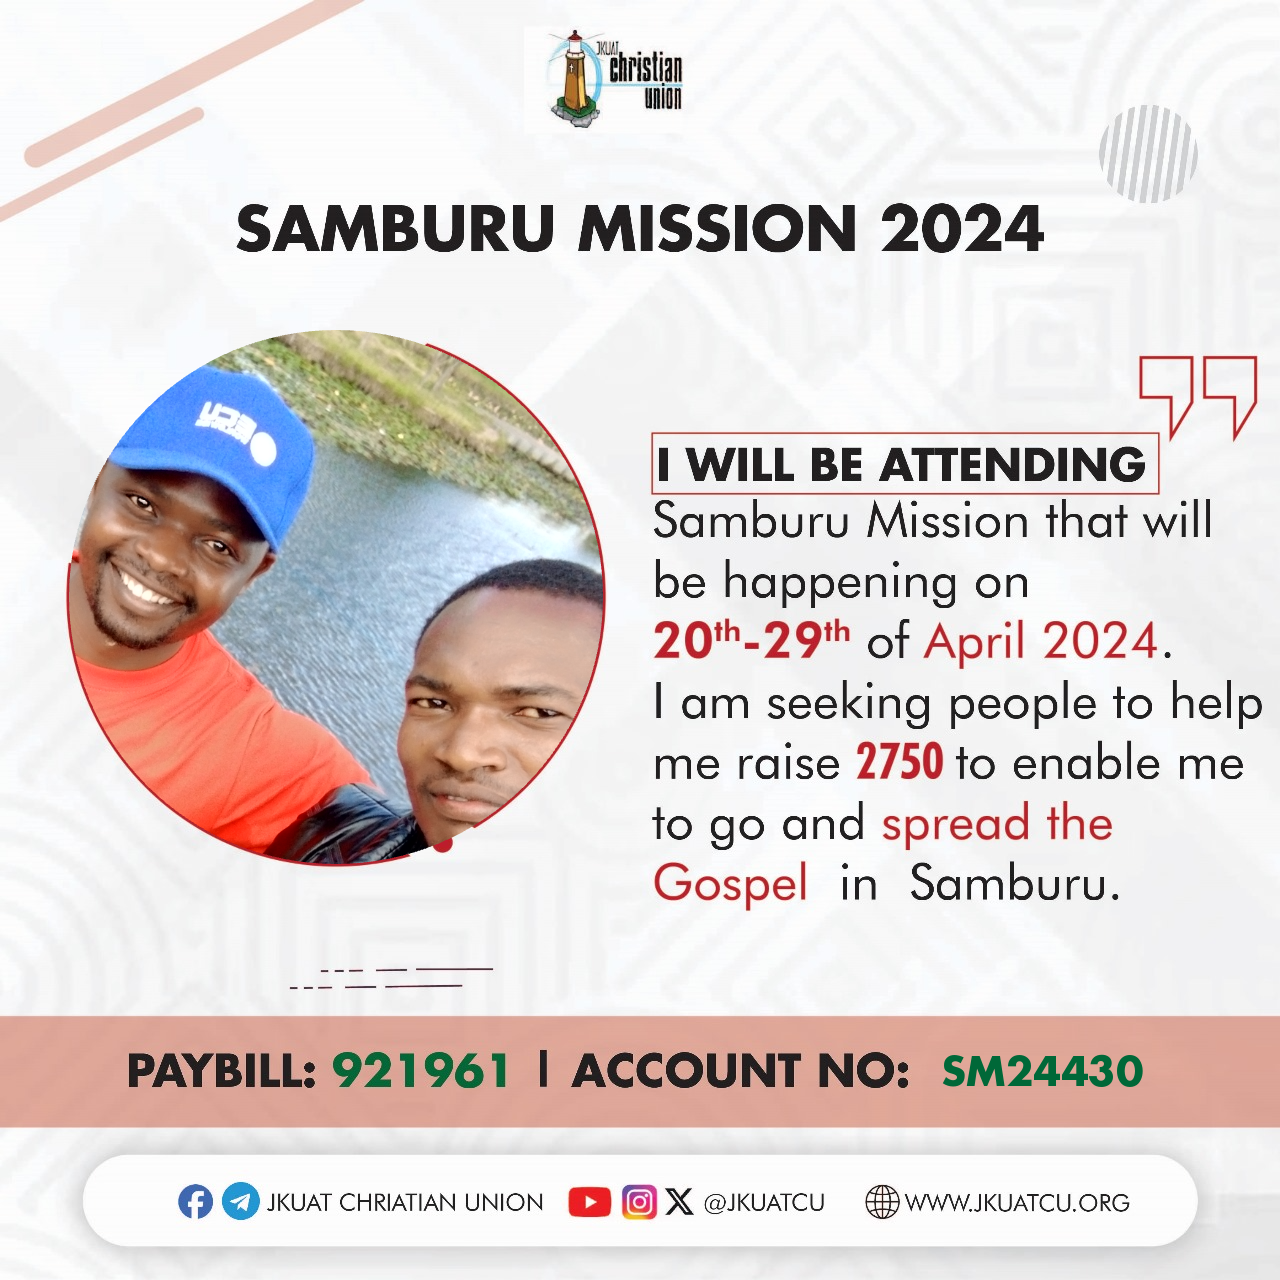 JKUAT
christian
union
SAMBURU MISSION 2024
I WILL BE ATTENDING
Samburu Mission that will
be happening on
20th-29th of April 2024.
I am seeking people to help
me raise 2750 to enable me
to go and spread the
Gospel in Samburu.
PAYBILL: 921961 | ACCOUNT NO: SM24430
JKUAT CHRIATIAN UNION @JKUATCU WWW.JKUATCU.ORG